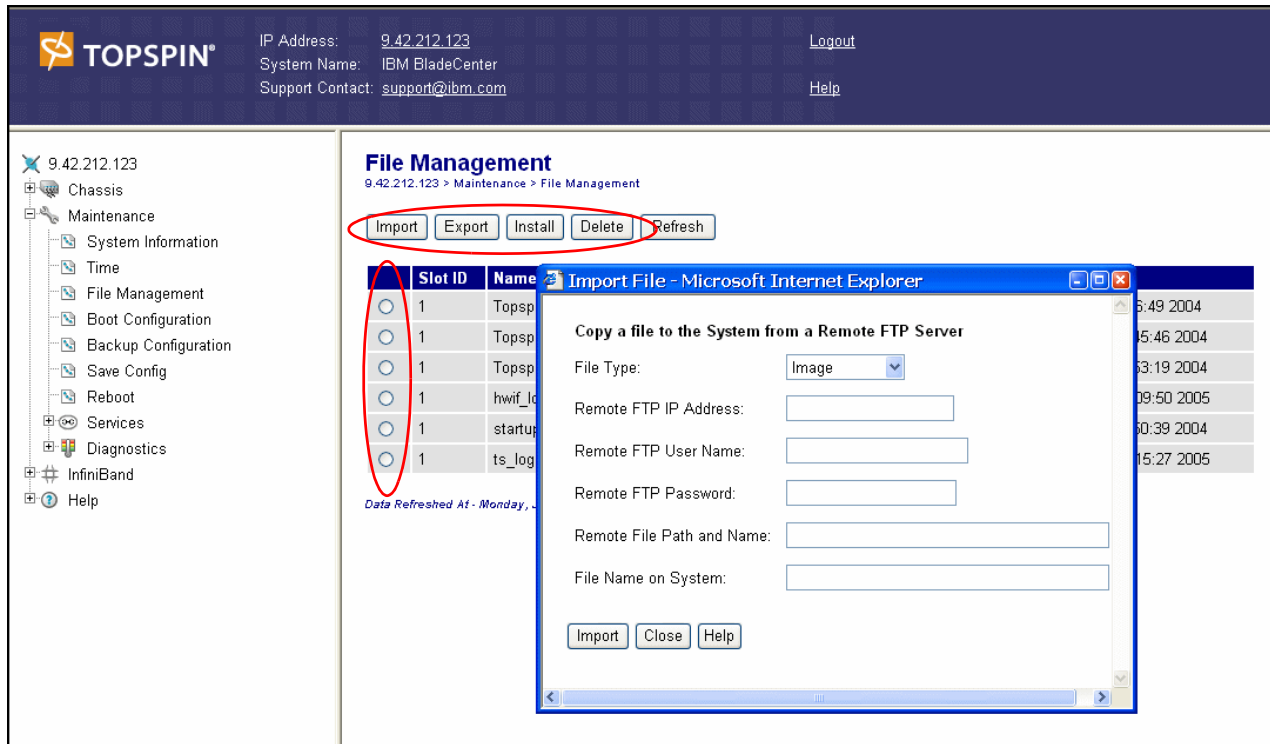 TOPSPIN®
IP Address: 9.42.212.123
System Name: IBM BladeCenter
Support Contact: support@ibm.com
Logout
Help
9.42.212.123
Chassis
Maintenance
System Information
Time
File Management
Boot Configuration
Backup Configuration
Save Config
Reboot
Services
Diagnostics
InfiniBand
Help
File Management
9.42.212.123 > Maintenance > File Management
Import Export Install Delete Refresh
Slot ID Name
1 Topsp :49 2004
1 Topsp :46 2004
1 Topsp :19 2004
1 hwif_lo :50 2005
1 startup :39 2004
1 ts_log 15:27 2005
Data Refreshed At - Monday,
Import File - Microsoft Internet Explorer
Copy a file to the System from a Remote FTP Server
File Type: Image
Remote FTP IP Address:
Remote FTP User Name:
Remote FTP Password:
Remote File Path and Name:
File Name on System:
Import Close Help